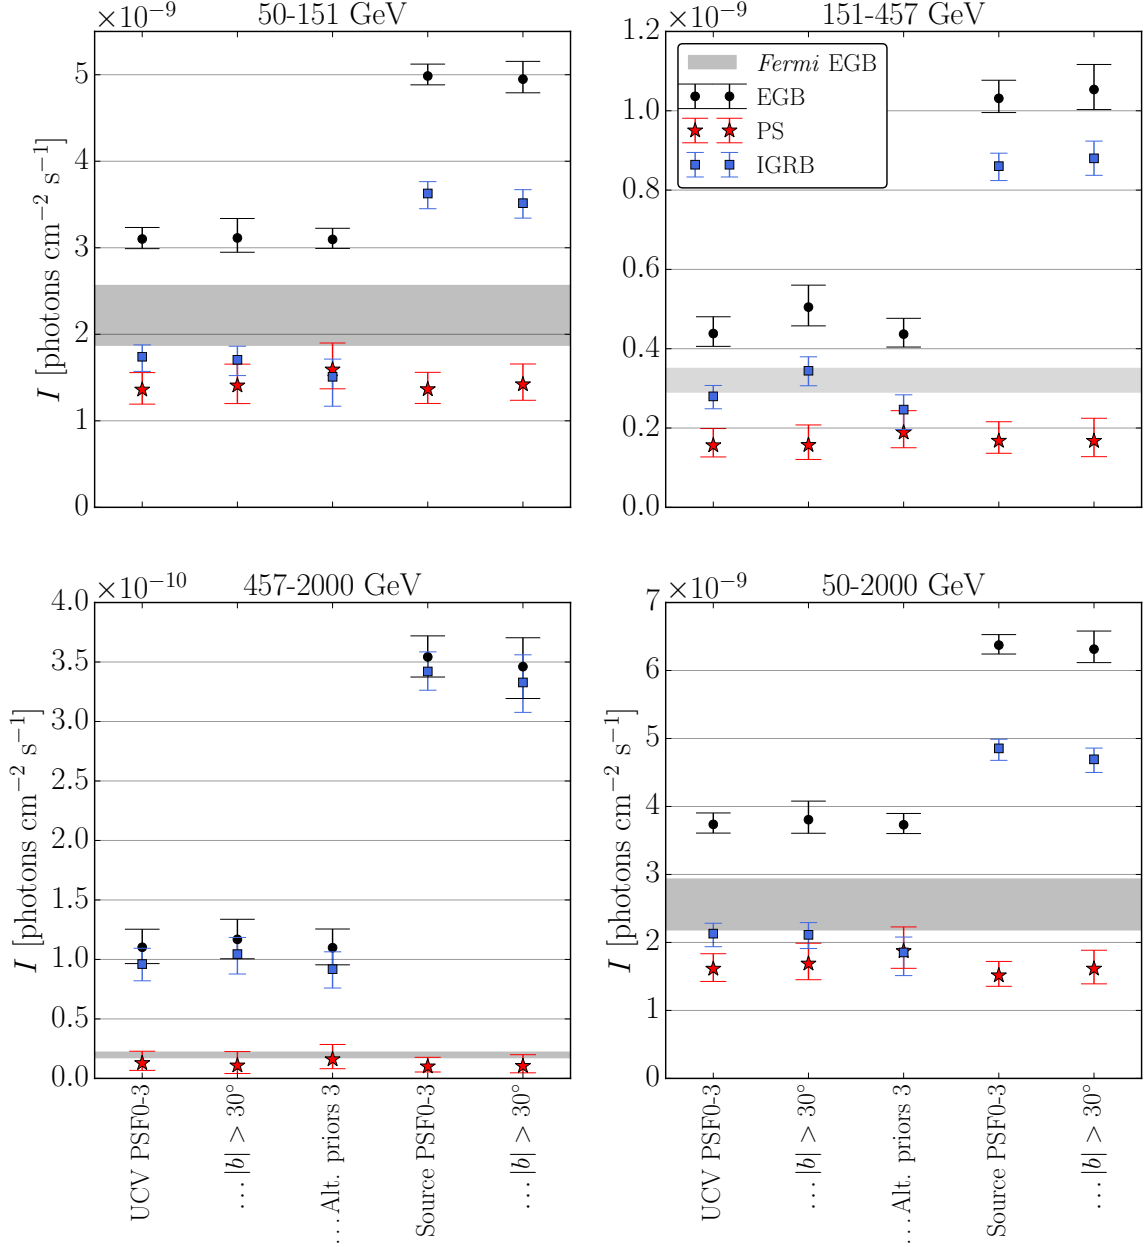 ×10⁻⁹
50-151 GeV
5
4
3
2
1
0
I [photons cm⁻² s⁻¹]
×10⁻⁹
151-457 GeV
1.2
1.0
0.8
0.6
0.4
0.2
0.0
I [photons cm⁻² s⁻¹]
Fermi EGB
EGB
PS
IGRB
×10⁻¹⁰
457-2000 GeV
4.0
3.5
3.0
2.5
2.0
1.5
1.0
0.5
0.0
I [photons cm⁻² s⁻¹]
UCV PSF0-3
...|b| > 30°
...Alt. priors 3
Source PSF0-3
...|b| > 30°
×10⁻⁹
50-2000 GeV
7
6
5
4
3
2
1
0
I [photons cm⁻² s⁻¹]
UCV PSF0-3
...|b| > 30°
...Alt. priors 3
Source PSF0-3
...|b| > 30°